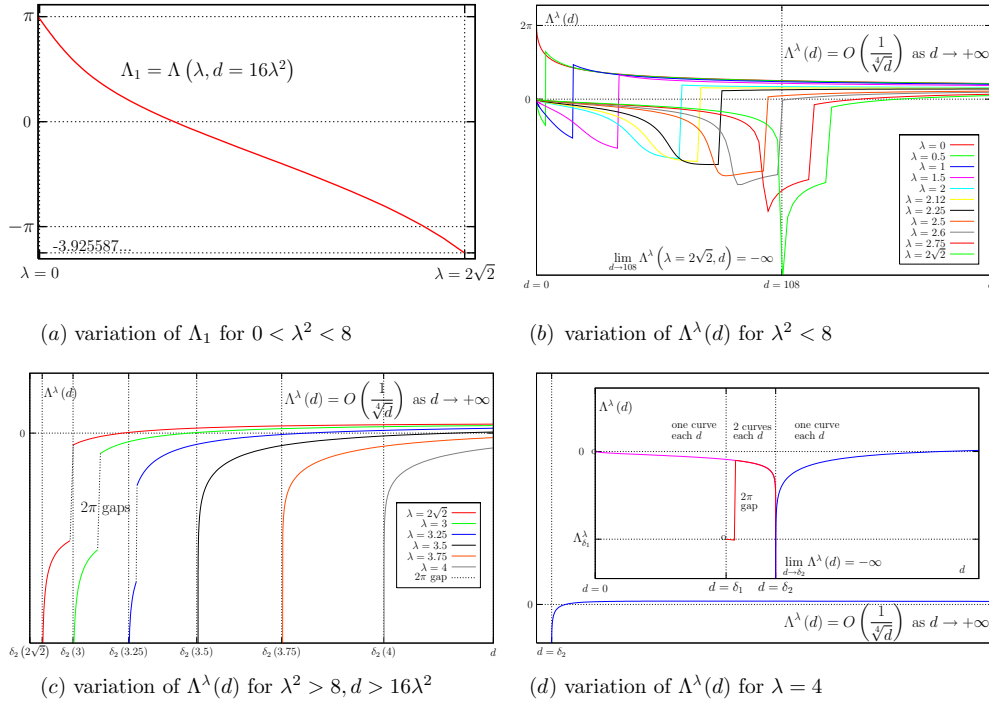 π
0
−π
-3.925587...
Λ₁ = Λ (λ, d = 16λ²)
λ = 0
λ = 2√2
(a) variation of Λ₁ for 0 < λ² < 8
Λ^λ(d)
2π
0
Λ^λ(d) = O (1/∜d) as d → +∞
λ = 0
λ = 0.5
λ = 1
λ = 1.5
λ = 2
λ = 2.12
λ = 2.25
λ = 2.5
λ = 2.6
λ = 2.75
λ = 2√2
lim_{d→108} Λ^λ (λ = 2√2, d) = −∞
d = 0
d = 108
d
(b) variation of Λ^λ(d) for λ² < 8
Λ^λ(d)
Λ^λ(d) = O (1/∜d) as d → +∞
0
2π gaps
λ = 2√2
λ = 3
λ = 3.25
λ = 3.5
λ = 3.75
λ = 4
2π gap
δ₂(2√2)
δ₂(3)
δ₂(3.25)
δ₂(3.5)
δ₂(3.75)
δ₂(4)
d
(c) variation of Λ^λ(d) for λ² > 8, d > 16λ²
Λ^λ(d)
one curve
each d
2 curves
each d
one curve
each d
0
2π
gap
Λ^λ_{δ₁}
lim_{d→δ₂} Λ^λ(d) = −∞
d = 0
d = δ₁
d = δ₂
d
0
Λ^λ(d) = O (1/∜d) as d → +∞
d = δ₂
(d) variation of Λ^λ(d) for λ = 4